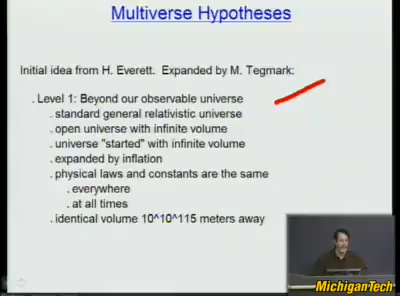 Multiverse Hypotheses
Initial idea from H. Everett.  Expanded by M. Tegmark:
. Level 1: Beyond our observable universe
. standard general relativistic universe
. open universe with infinite volume
. universe "started" with infinite volume
. expanded by inflation
. physical laws and constants are the same
. everywhere
. at all times
. identical volume 10^10^115 meters away
MichiganTech